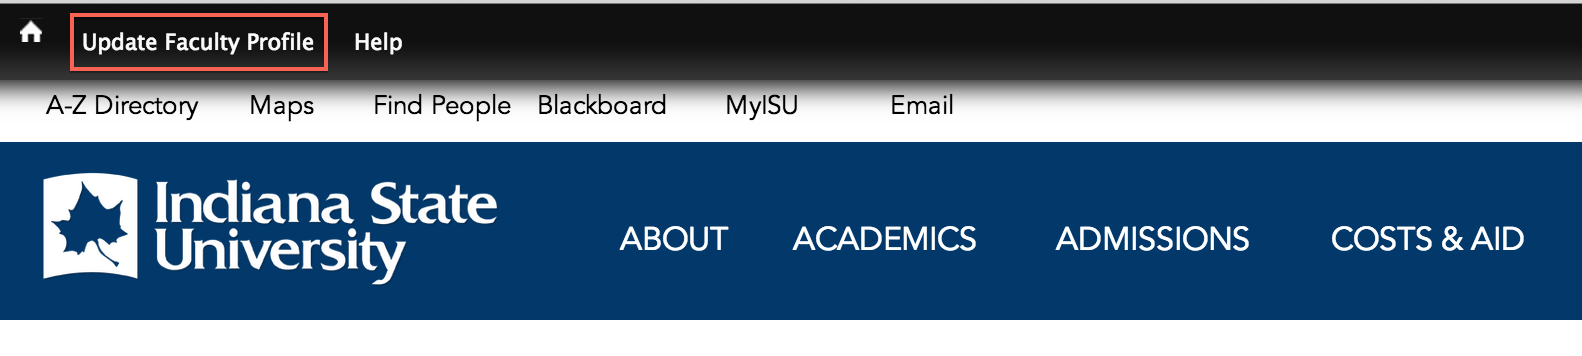 Update Faculty Profile Help
A-Z Directory Maps Find People Blackboard MyISU Email
Indiana State
University
ABOUT ACADEMICS ADMISSIONS COSTS & AID